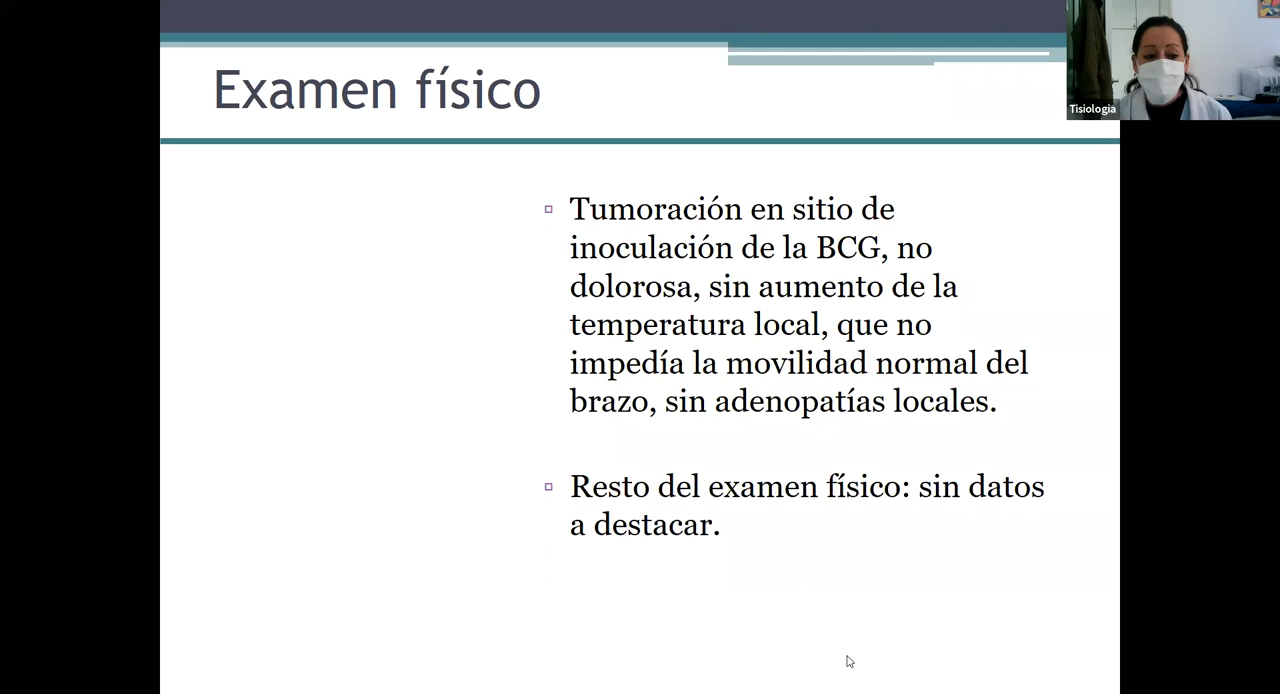 Examen físico
Tisiologia
Tumoración en sitio de
inoculación de la BCG, no
dolorosa, sin aumento de la
temperatura local, que no
impedía la movilidad normal del
brazo, sin adenopatías locales.
Resto del examen físico: sin datos
a destacar.